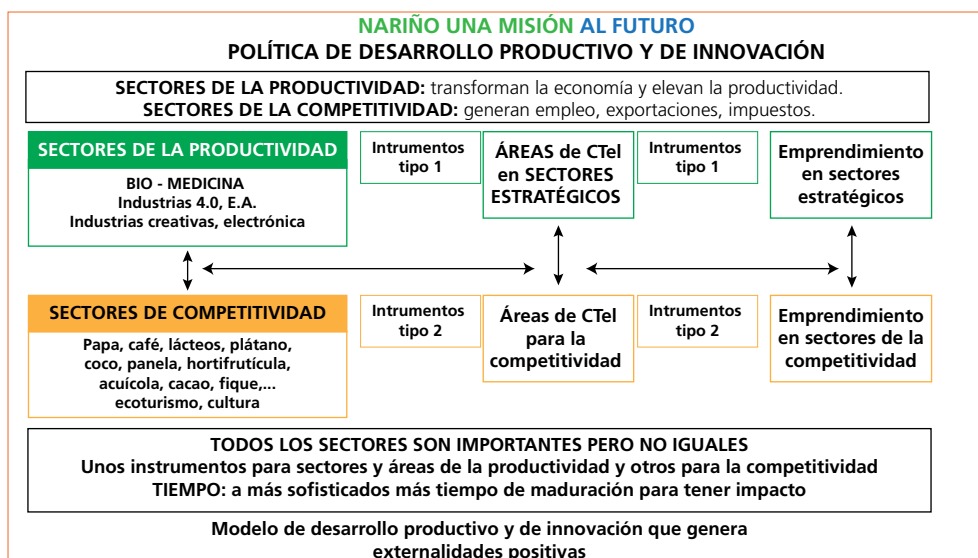 NARIÑO UNA MISIÓN AL FUTURO
POLÍTICA DE DESARROLLO PRODUCTIVO Y DE INNOVACIÓN
SECTORES DE LA PRODUCTIVIDAD: transforman la economía y elevan la productividad.
SECTORES DE LA COMPETITIVIDAD: generan empleo, exportaciones, impuestos.
SECTORES DE LA PRODUCTIVIDAD
BIO - MEDICINA
Industrias 4.0, E.A.
Industrias creativas, electrónica
Intrumentos
tipo 1
ÁREAS de CTel
en SECTORES
ESTRATÉGICOS
Intrumentos
tipo 1
Emprendimiento
en sectores
estratégicos
SECTORES DE COMPETITIVIDAD
Papa, café, lácteos, plátano,
coco, panela, hortifrutícula,
acuícola, cacao, fique,...
ecoturismo, cultura
Intrumentos
tipo 2
Áreas de CTel
para la
competitividad
Intrumentos
tipo 2
Emprendimiento
en sectores de la
competitividad
TODOS LOS SECTORES SON IMPORTANTES PERO NO IGUALES
Unos instrumentos para sectores y áreas de la productividad y otros para la competitividad
TIEMPO: a más sofisticados más tiempo de maduración para tener impacto
Modelo de desarrollo productivo y de innovación que genera
externalidades positivas